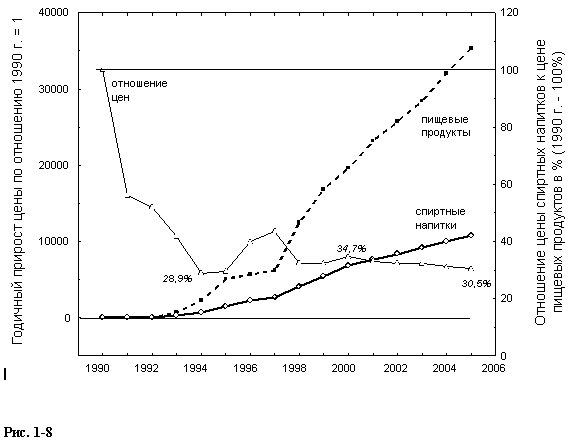 40000
30000
20000
10000
0
Годичный прирост цены по отношению 1990 г. = 1
120
100
80
60
40
20
0
Отношение цены спиртных напитков к цене
пищевых продуктов в % (1990 г. - 100%)
отношение
цен
пищевые
продукты
спиртные
напитки
28,9%
34,7%
30,5%
1990 1992 1994 1996 1998 2000 2002 2004 2006
Рис. 1-8